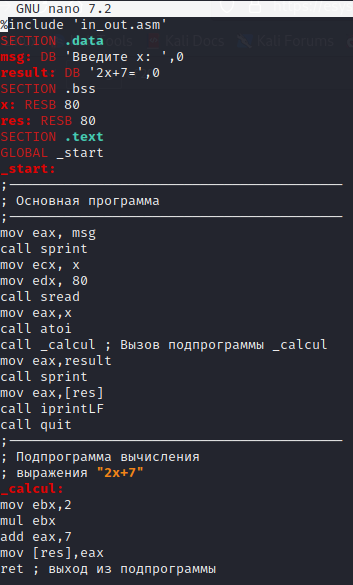 GNU nano 7.2
%include 'in_out.asm'
SECTION .data
msg: DB 'Введите x: ',0
result: DB '2x+7=',0
SECTION .bss
x: RESB 80
res: RESB 80
SECTION .text
GLOBAL _start
_start:
;------------------------------------------
; Основная программа
;------------------------------------------
mov eax, msg
call sprint
mov ecx, x
mov edx, 80
call sread
mov eax,x
call atoi
call _calcul ; Вызов подпрограммы _calcul
mov eax,result
call sprint
mov eax,[res]
call iprintLF
call quit
;------------------------------------------
; Подпрограмма вычисления
; выражения "2x+7"
_calcul:
mov ebx,2
mul ebx
add eax,7
mov [res],eax
ret ; выход из подпрограммы